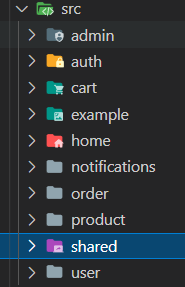 src
admin
auth
cart
example
home
notifications
order
product
shared
user